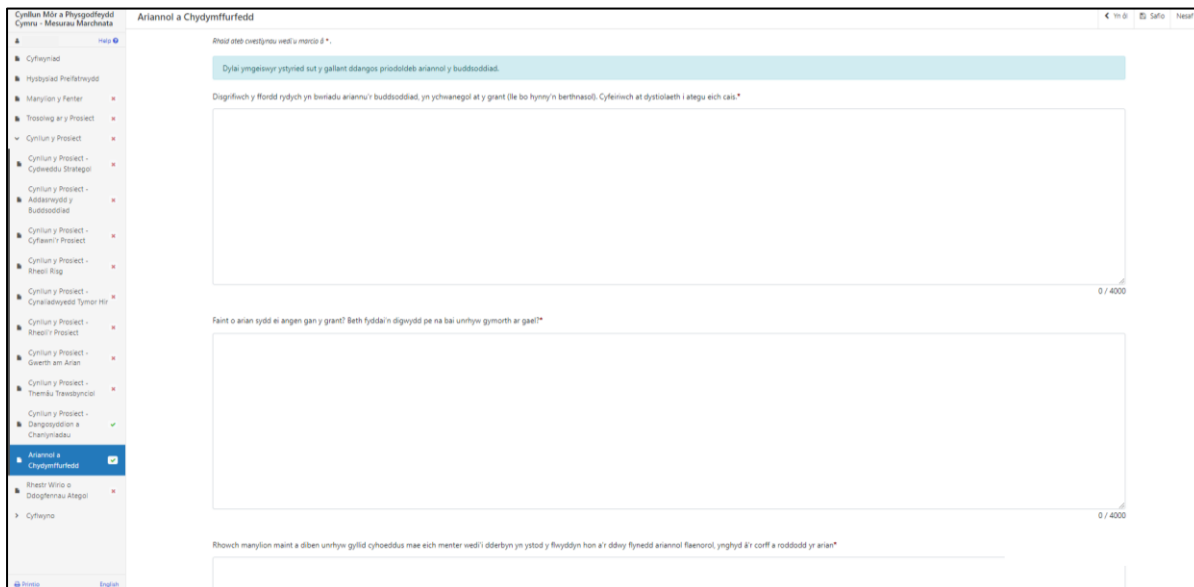 Cynllun Môr a Physgodfeydd
Cymru - Mesurau Marchnata
Ariannol a Chydymffurfedd
Yn ôl
Safio
Nesaf
Help
Rhaid ateb cwestiynau wedi'u marcio â *.
Cyflwyniad
Hysbysiad Preifatrwydd
Manylion y Fenter
Trosolwg ar y Prosiect
Cynllun y Prosiect
Cynllun y Prosiect -
Cydweddu Strategol
Cynllun y Prosiect -
Addasrwydd y
Buddsoddiad
Cynllun y Prosiect -
Cyflawni'r Prosiect
Cynllun y Prosiect -
Rheoli Risg
Cynllun y Prosiect -
Cynaliadwyedd Tymor Hir
Cynllun y Prosiect -
Rheoli'r Prosiect
Cynllun y Prosiect -
Gwerth am Arian
Cynllun y Prosiect -
Themâu Trawsbynciol
Cynllun y Prosiect -
Dangosyddion a
Chanlyniadau
Ariannol a
Chydymffurfedd
Rhestr Wirio o
Ddogfennau Ategol
Cyflwyno
Printio
English
Dylai ymgeiswyr ystyried sut y gallant ddangos priodoldeb ariannol y buddsoddiad.
Disgrifiwch y ffordd rydych yn bwriadu ariannu'r buddsoddiad, yn ychwanegol at y grant (lle bo hynny'n berthnasol). Cyfeiriwch at dystiolaeth i ategu eich cais.*
0 / 4000
Faint o arian sydd ei angen gan y grant? Beth fyddai'n digwydd pe na bai unrhyw gymorth ar gael?*
0 / 4000
Rhowch manylion maint a diben unrhyw gyllid cyhoeddus mae eich menter wedi'i dderbyn yn ystod y flwyddyn hon a'r ddwy flynedd ariannol flaenorol, ynghyd â'r corff a roddodd yr arian*